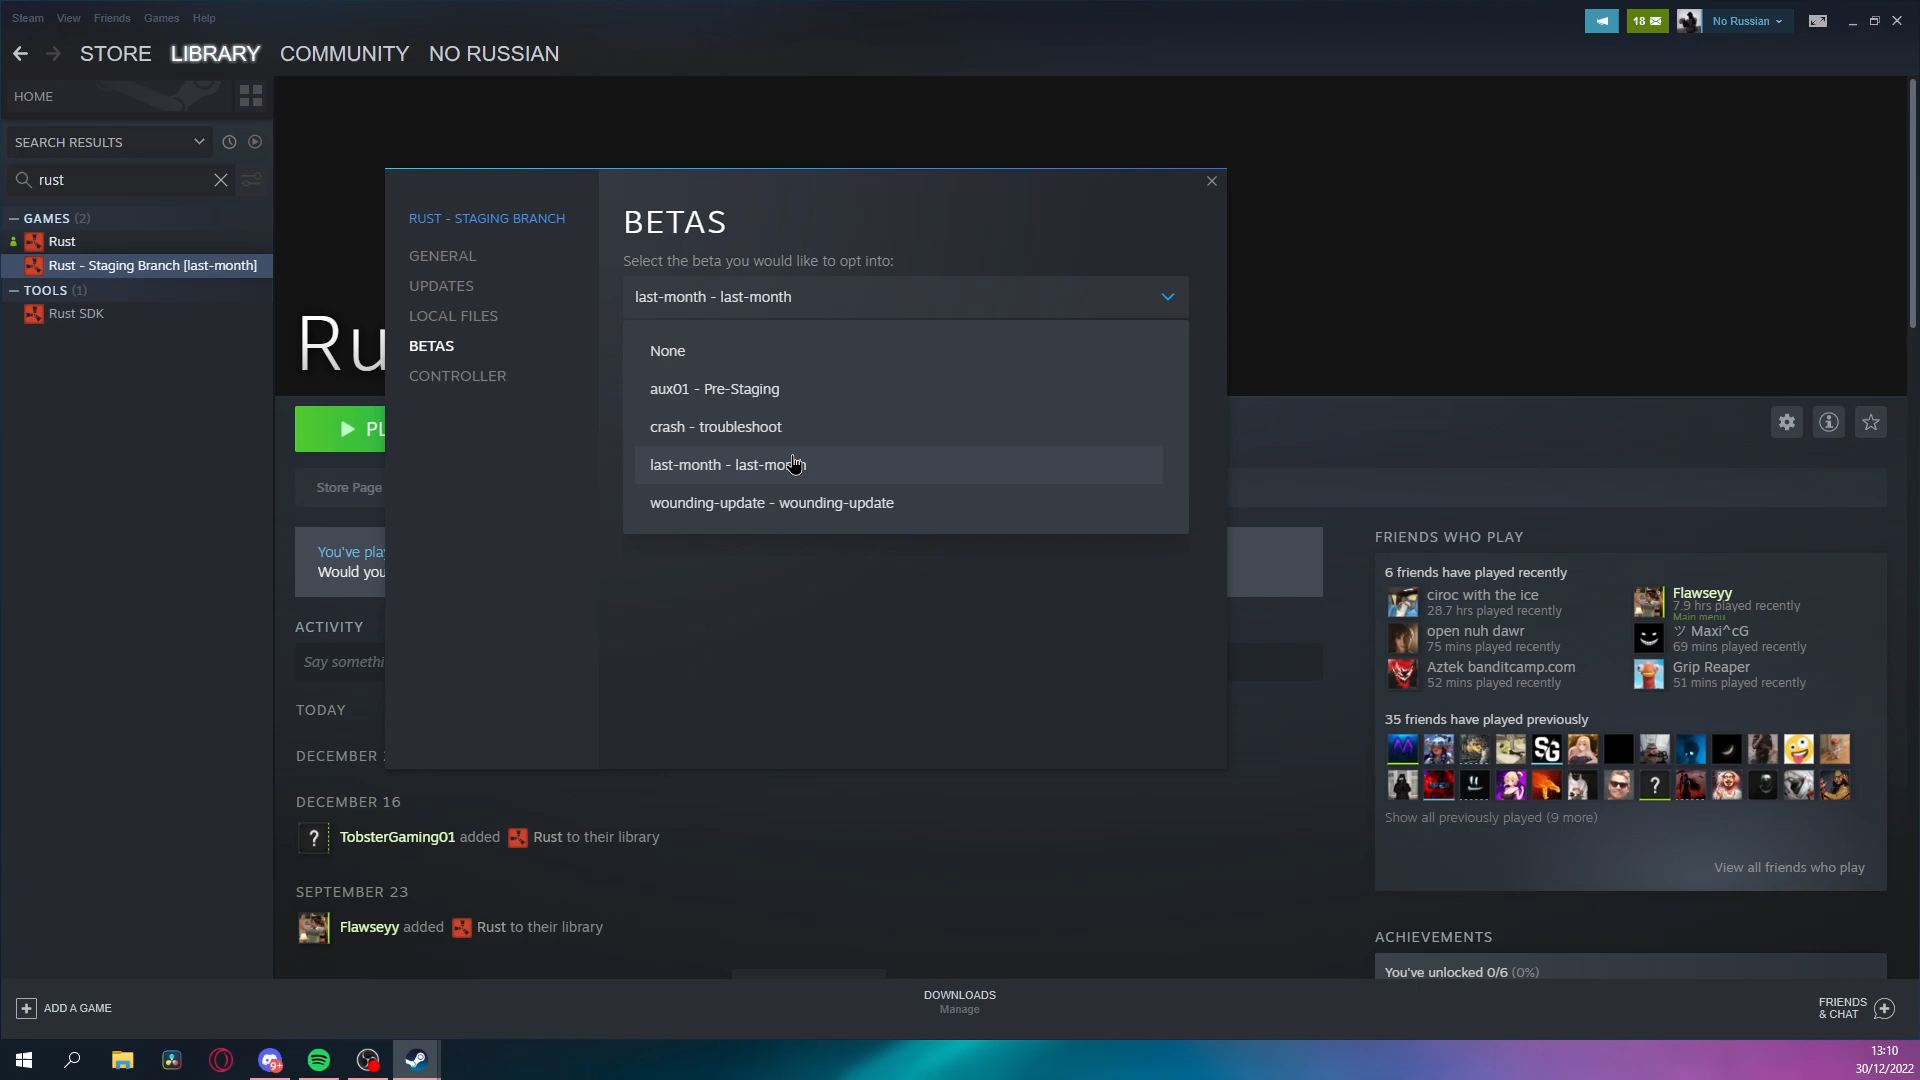 Steam View Friends Games Help
18
No Russian
STORE LIBRARY COMMUNITY NO RUSSIAN
HOME
SEARCH RESULTS
rust
GAMES (2)
Rust
Rust - Staging Branch [last-month]
TOOLS (1)
Rust SDK
Ru
PL
Store Page
You've pla
Would you
ACTIVITY
Say somethi
TODAY
DECEMBER
DECEMBER 16
? TobsterGaming01 added Rust to their library
SEPTEMBER 23
Flawseyy added Rust to their library
RUST - STAGING BRANCH
GENERAL
UPDATES
LOCAL FILES
BETAS
CONTROLLER
BETAS
Select the beta you would like to opt into:
last-month - last-month
None
aux01 - Pre-Staging
crash - troubleshoot
last-month - last-month
wounding-update - wounding-update
FRIENDS WHO PLAY
6 friends have played recently
ciroc with the ice
28.7 hrs played recently
Flawseyy
7.9 hrs played recently
Main menu
open nuh dawr
75 mins played recently
ツ Maxi^cG
69 mins played recently
Aztek banditcamp.com
52 mins played recently
Grip Reaper
51 mins played recently
35 friends have played previously
SG
?
Show all previously played (9 more)
View all friends who play
ACHIEVEMENTS
You've unlocked 0/6 (0%)
ADD A GAME
DOWNLOADS
Manage
FRIENDS
& CHAT
9+
13:10
30/12/2022